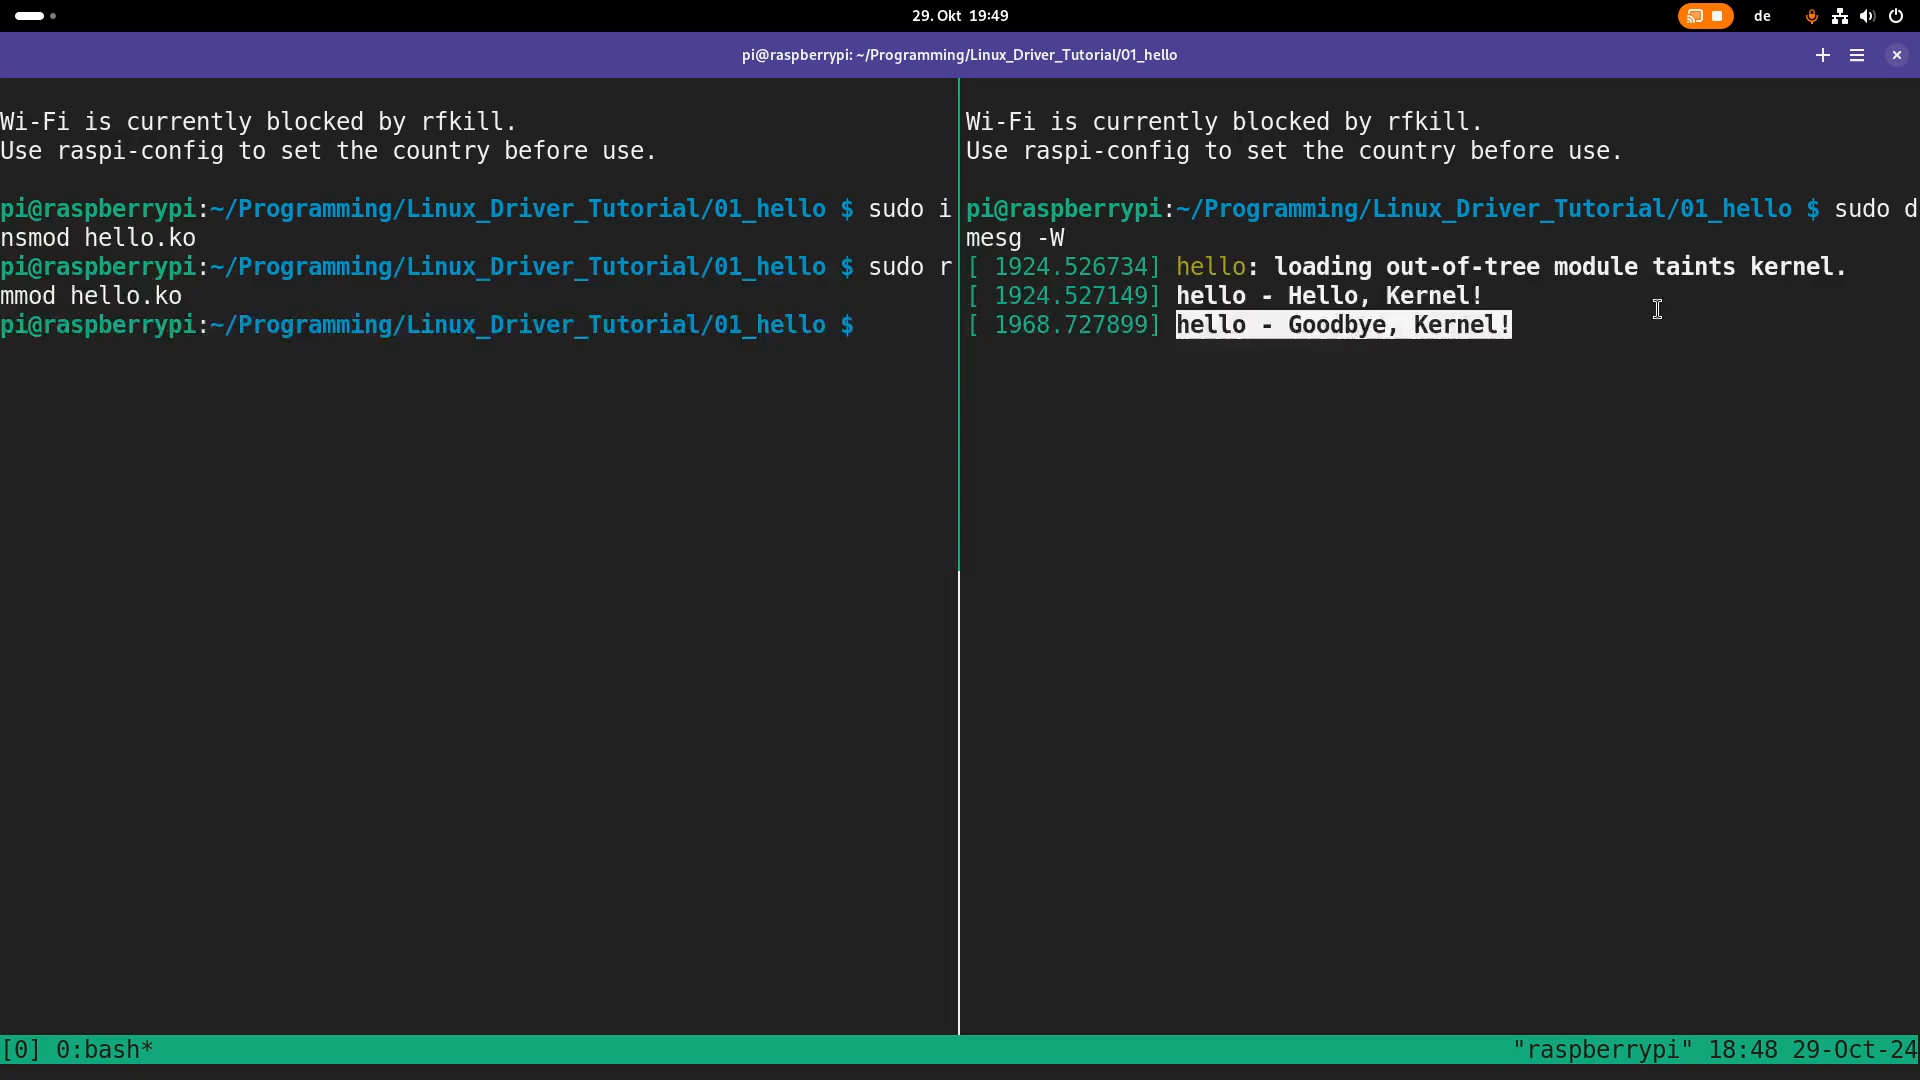 29. Okt 19:49
de
pi@raspberrypi: ~/Programming/Linux_Driver_Tutorial/01_hello
Wi-Fi is currently blocked by rfkill.
Use raspi-config to set the country before use.
pi@raspberrypi:~/Programming/Linux_Driver_Tutorial/01_hello $ sudo i
nsmod hello.ko
pi@raspberrypi:~/Programming/Linux_Driver_Tutorial/01_hello $ sudo r
mmod hello.ko
pi@raspberrypi:~/Programming/Linux_Driver_Tutorial/01_hello $
Wi-Fi is currently blocked by rfkill.
Use raspi-config to set the country before use.
pi@raspberrypi:~/Programming/Linux_Driver_Tutorial/01_hello $ sudo d
mesg -W
[ 1924.526734] hello: loading out-of-tree module taints kernel.
[ 1924.527149] hello - Hello, Kernel!
[ 1968.727899] hello - Goodbye, Kernel!
[0] 0:bash*
"raspberrypi" 18:48 29-Oct-24